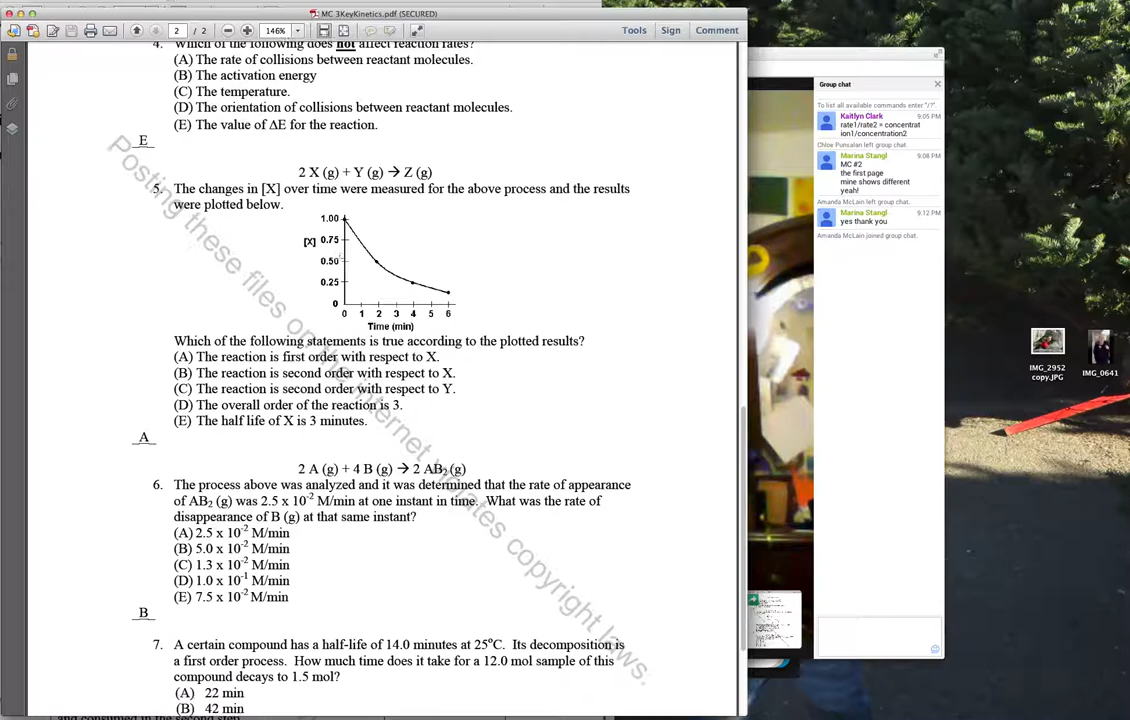 MC 3KeyKinetics.pdf (SECURED)
2 / 2 146% Tools Sign Comment
4. Which of the following does not affect reaction rates?
(A) The rate of collisions between reactant molecules.
(B) The activation energy
(C) The temperature.
(D) The orientation of collisions between reactant molecules.
(E) The value of ΔE for the reaction.
E
2 X (g) + Y (g) → Z (g)
5. The changes in [X] over time were measured for the above process and the results
were plotted below.
1.00
[X] 0.75
0.50
0.25
0
0 1 2 3 4 5 6
Time (min)
Which of the following statements is true according to the plotted results?
(A) The reaction is first order with respect to X.
(B) The reaction is second order with respect to X.
(C) The reaction is second order with respect to Y.
(D) The overall order of the reaction is 3.
(E) The half life of X is 3 minutes.
A
2 A (g) + 4 B (g) → 2 AB₂ (g)
6. The process above was analyzed and it was determined that the rate of appearance
of AB₂ (g) was 2.5 x 10⁻² M/min at one instant in time. What was the rate of
disappearance of B (g) at that same instant?
(A) 2.5 x 10⁻² M/min
(B) 5.0 x 10⁻² M/min
(C) 1.3 x 10⁻² M/min
(D) 1.0 x 10⁻¹ M/min
(E) 7.5 x 10⁻² M/min
B
7. A certain compound has a half-life of 14.0 minutes at 25°C. Its decomposition is
a first order process. How much time does it take for a 12.0 mol sample of this
compound decays to 1.5 mol?
(A) 22 min
(B) 42 min
and consumed in the second step
Posting these files on the internet violates copyright laws.
Group chat
To list all available commands enter "/?".
Kaitlyn Clark 9:05 PM
rate1/rate2 = concentrat
ion1/concentration2
Chloe Punsalan left group chat.
Marina Stangl 9:08 PM
MC #2
the first page
mine shows different
yeah!
Amanda McLain left group chat.
Marina Stangl 9:12 PM
yes thank you
Amanda McLain joined group chat.
IMG_2952
copy.JPG
IMG_0641